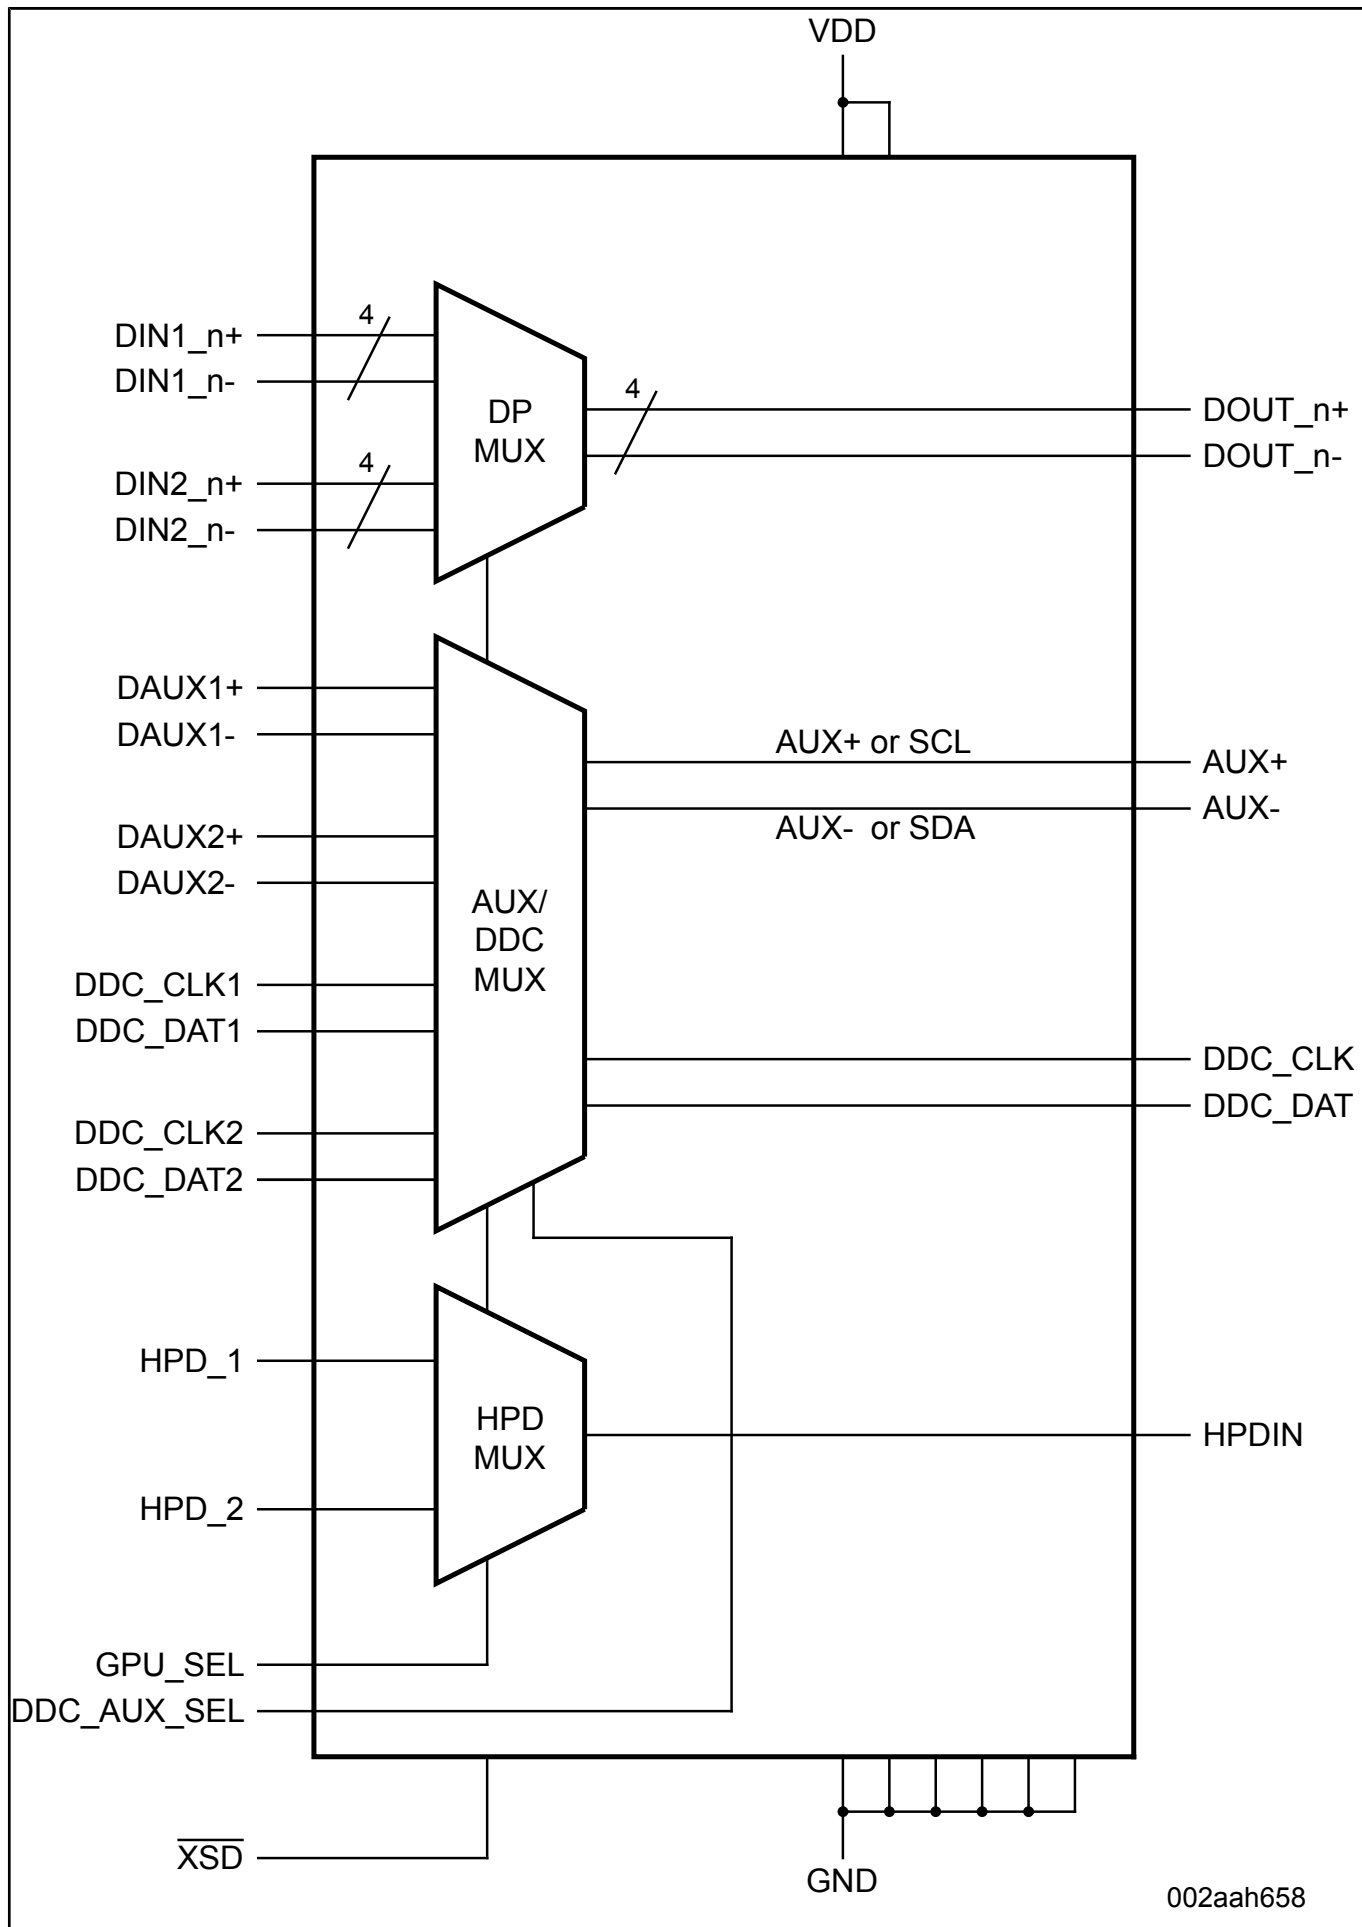 VDD
DIN1_n+
4
DIN1_n-
DP
MUX
4
DOUT_n+
DOUT_n-
DIN2_n+
4
DIN2_n-
DAUX1+
DAUX1-
AUX+ or SCL
AUX+
AUX- or SDA
AUX-
DAUX2+
DAUX2-
AUX/
DDC
MUX
DDC_CLK1
DDC_DAT1
DDC_CLK
DDC_DAT
DDC_CLK2
DDC_DAT2
HPD_1
HPD
MUX
HPDIN
HPD_2
GPU_SEL
DDC_AUX_SEL
XSD
GND
002aah658